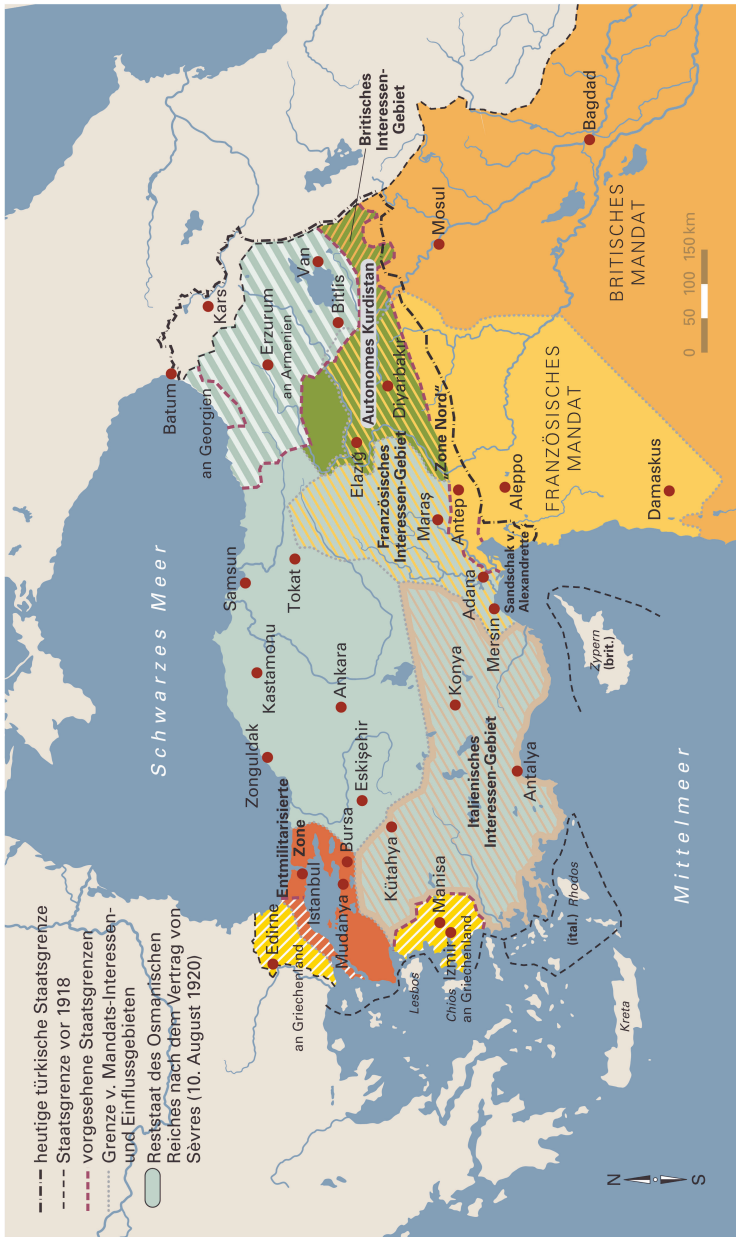 heutige türkische Staatsgrenze
Staatsgrenze vor 1918
vorgesehene Staatsgrenzen
Grenze v. Mandats-Interessen-
und Einflussgebieten
Reststaat des Osmanischen
Reiches nach dem Vertrag von
Sèvres (10. August 1920)
Schwarzes Meer
Batum
Kars
an Georgien
Erzurum
an Armenien
Van
Bitlis
Britisches
Interessen-
Gebiet
Samsun
Tokat
Kastamonu
Zonguldak
Ankara
Eskişehir
Entmilitarisierte
Zone
Istanbul
Edirne
an Griechenland
Mudanya
Bursa
Kütahya
Elazığ
Autonomes Kurdistan
Diyarbakır
Französisches
Interessen-Gebiet
„Zone Nord“
Maraş
Antep
Adana
Mersin
Sandschak v.
Alexandrette
Aleppo
Konya
Italienisches
Interessen-Gebiet
Antalya
Manisa
Izmir
an Griechenland
Lesbos
Chios
Rhodos
(ital.)
Kreta
Zypern
(brit.)
Mittelmeer
Mosul
Bagdad
BRITISCHES
MANDAT
FRANZÖSISCHES
MANDAT
Damaskus
0 50 100 150 km
N
S